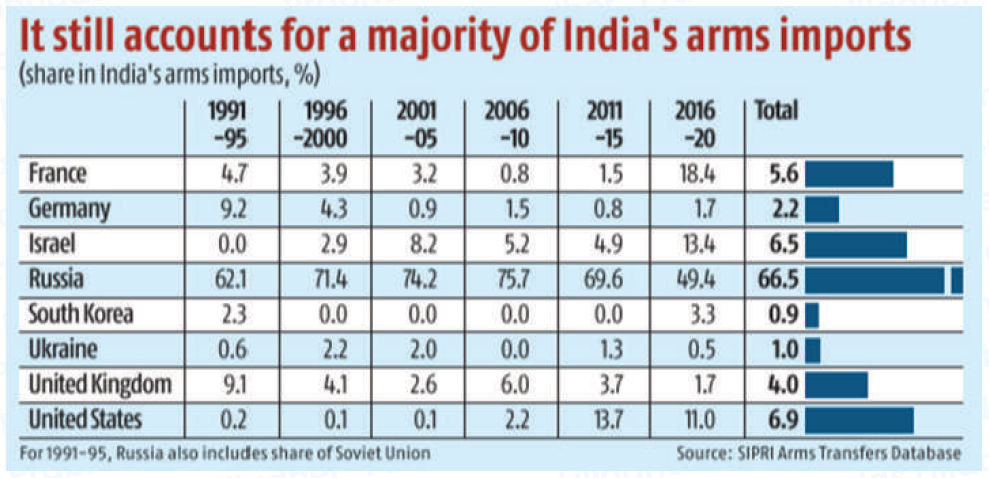 It still accounts for a majority of India's arms imports
(share in India's arms imports, %)
1991 1996 2001 2006 2011 2016 Total
-95 -2000 -05 -10 -15 -20
France 4.7 3.9 3.2 0.8 1.5 18.4 5.6
Germany 9.2 4.3 0.9 1.5 0.8 1.7 2.2
Israel 0.0 2.9 8.2 5.2 4.9 13.4 6.5
Russia 62.1 71.4 74.2 75.7 69.6 49.4 66.5
South Korea 2.3 0.0 0.0 0.0 0.0 3.3 0.9
Ukraine 0.6 2.2 2.0 0.0 1.3 0.5 1.0
United Kingdom 9.1 4.1 2.6 6.0 3.7 1.7 4.0
United States 0.2 0.1 0.1 2.2 13.7 11.0 6.9
For 1991-95, Russia also includes share of Soviet Union Source: SIPRI Arms Transfers Database